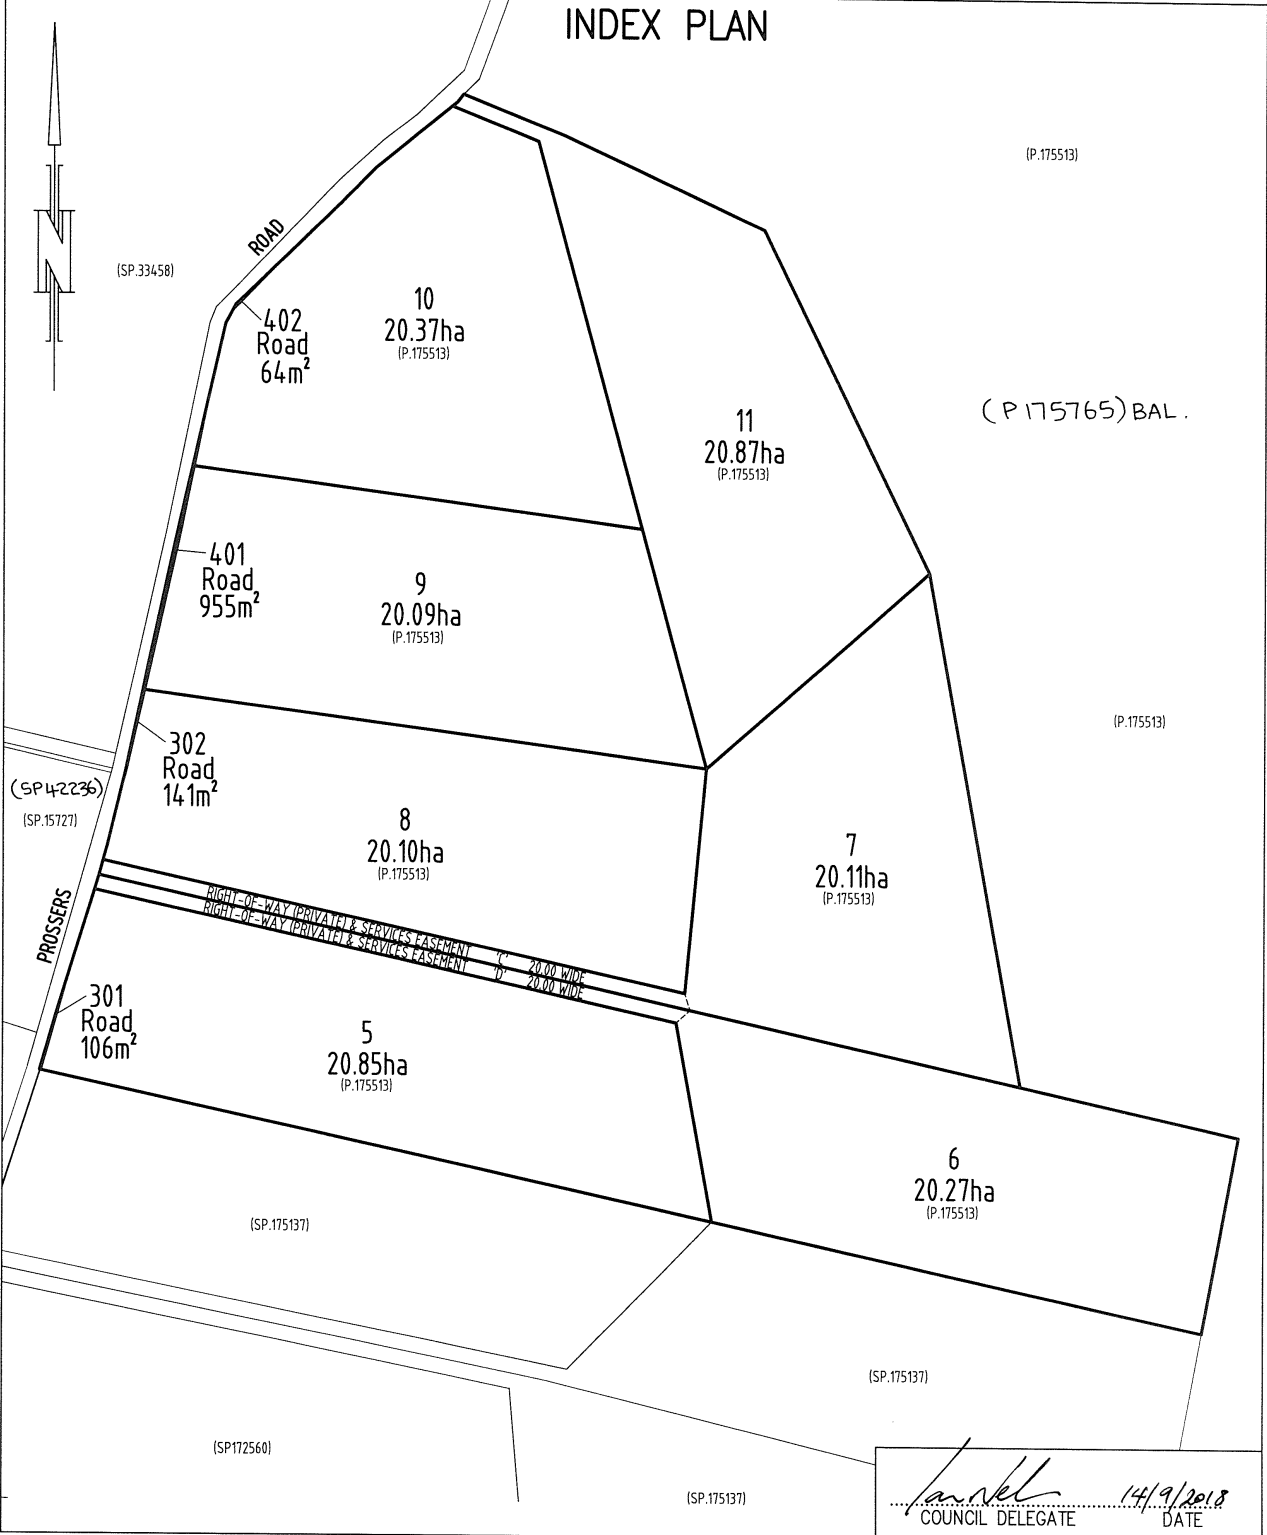 INDEX PLAN
(P.175513)
ROAD
(SP.33458)
10
20.37ha
(P.175513)
402
Road
64m²
(P175765) BAL.
11
20.87ha
(P.175513)
401
Road
955m²
9
20.09ha
(P.175513)
(P.175513)
302
Road
141m²
(SP42236)
(SP.15727)
8
20.10ha
(P.175513)
7
20.11ha
(P.175513)
PROSSERS
RIGHT-OF-WAY (PRIVATE) & SERVICES EASEMENT 'C' 20.00 WIDE
RIGHT-OF-WAY (PRIVATE) & SERVICES EASEMENT 'D' 20.00 WIDE
301
Road
106m²
5
20.85ha
(P.175513)
6
20.27ha
(P.175513)
(SP.175137)
(SP.175137)
(SP172560)
(SP.175137)
14/9/2018
COUNCIL DELEGATE DATE